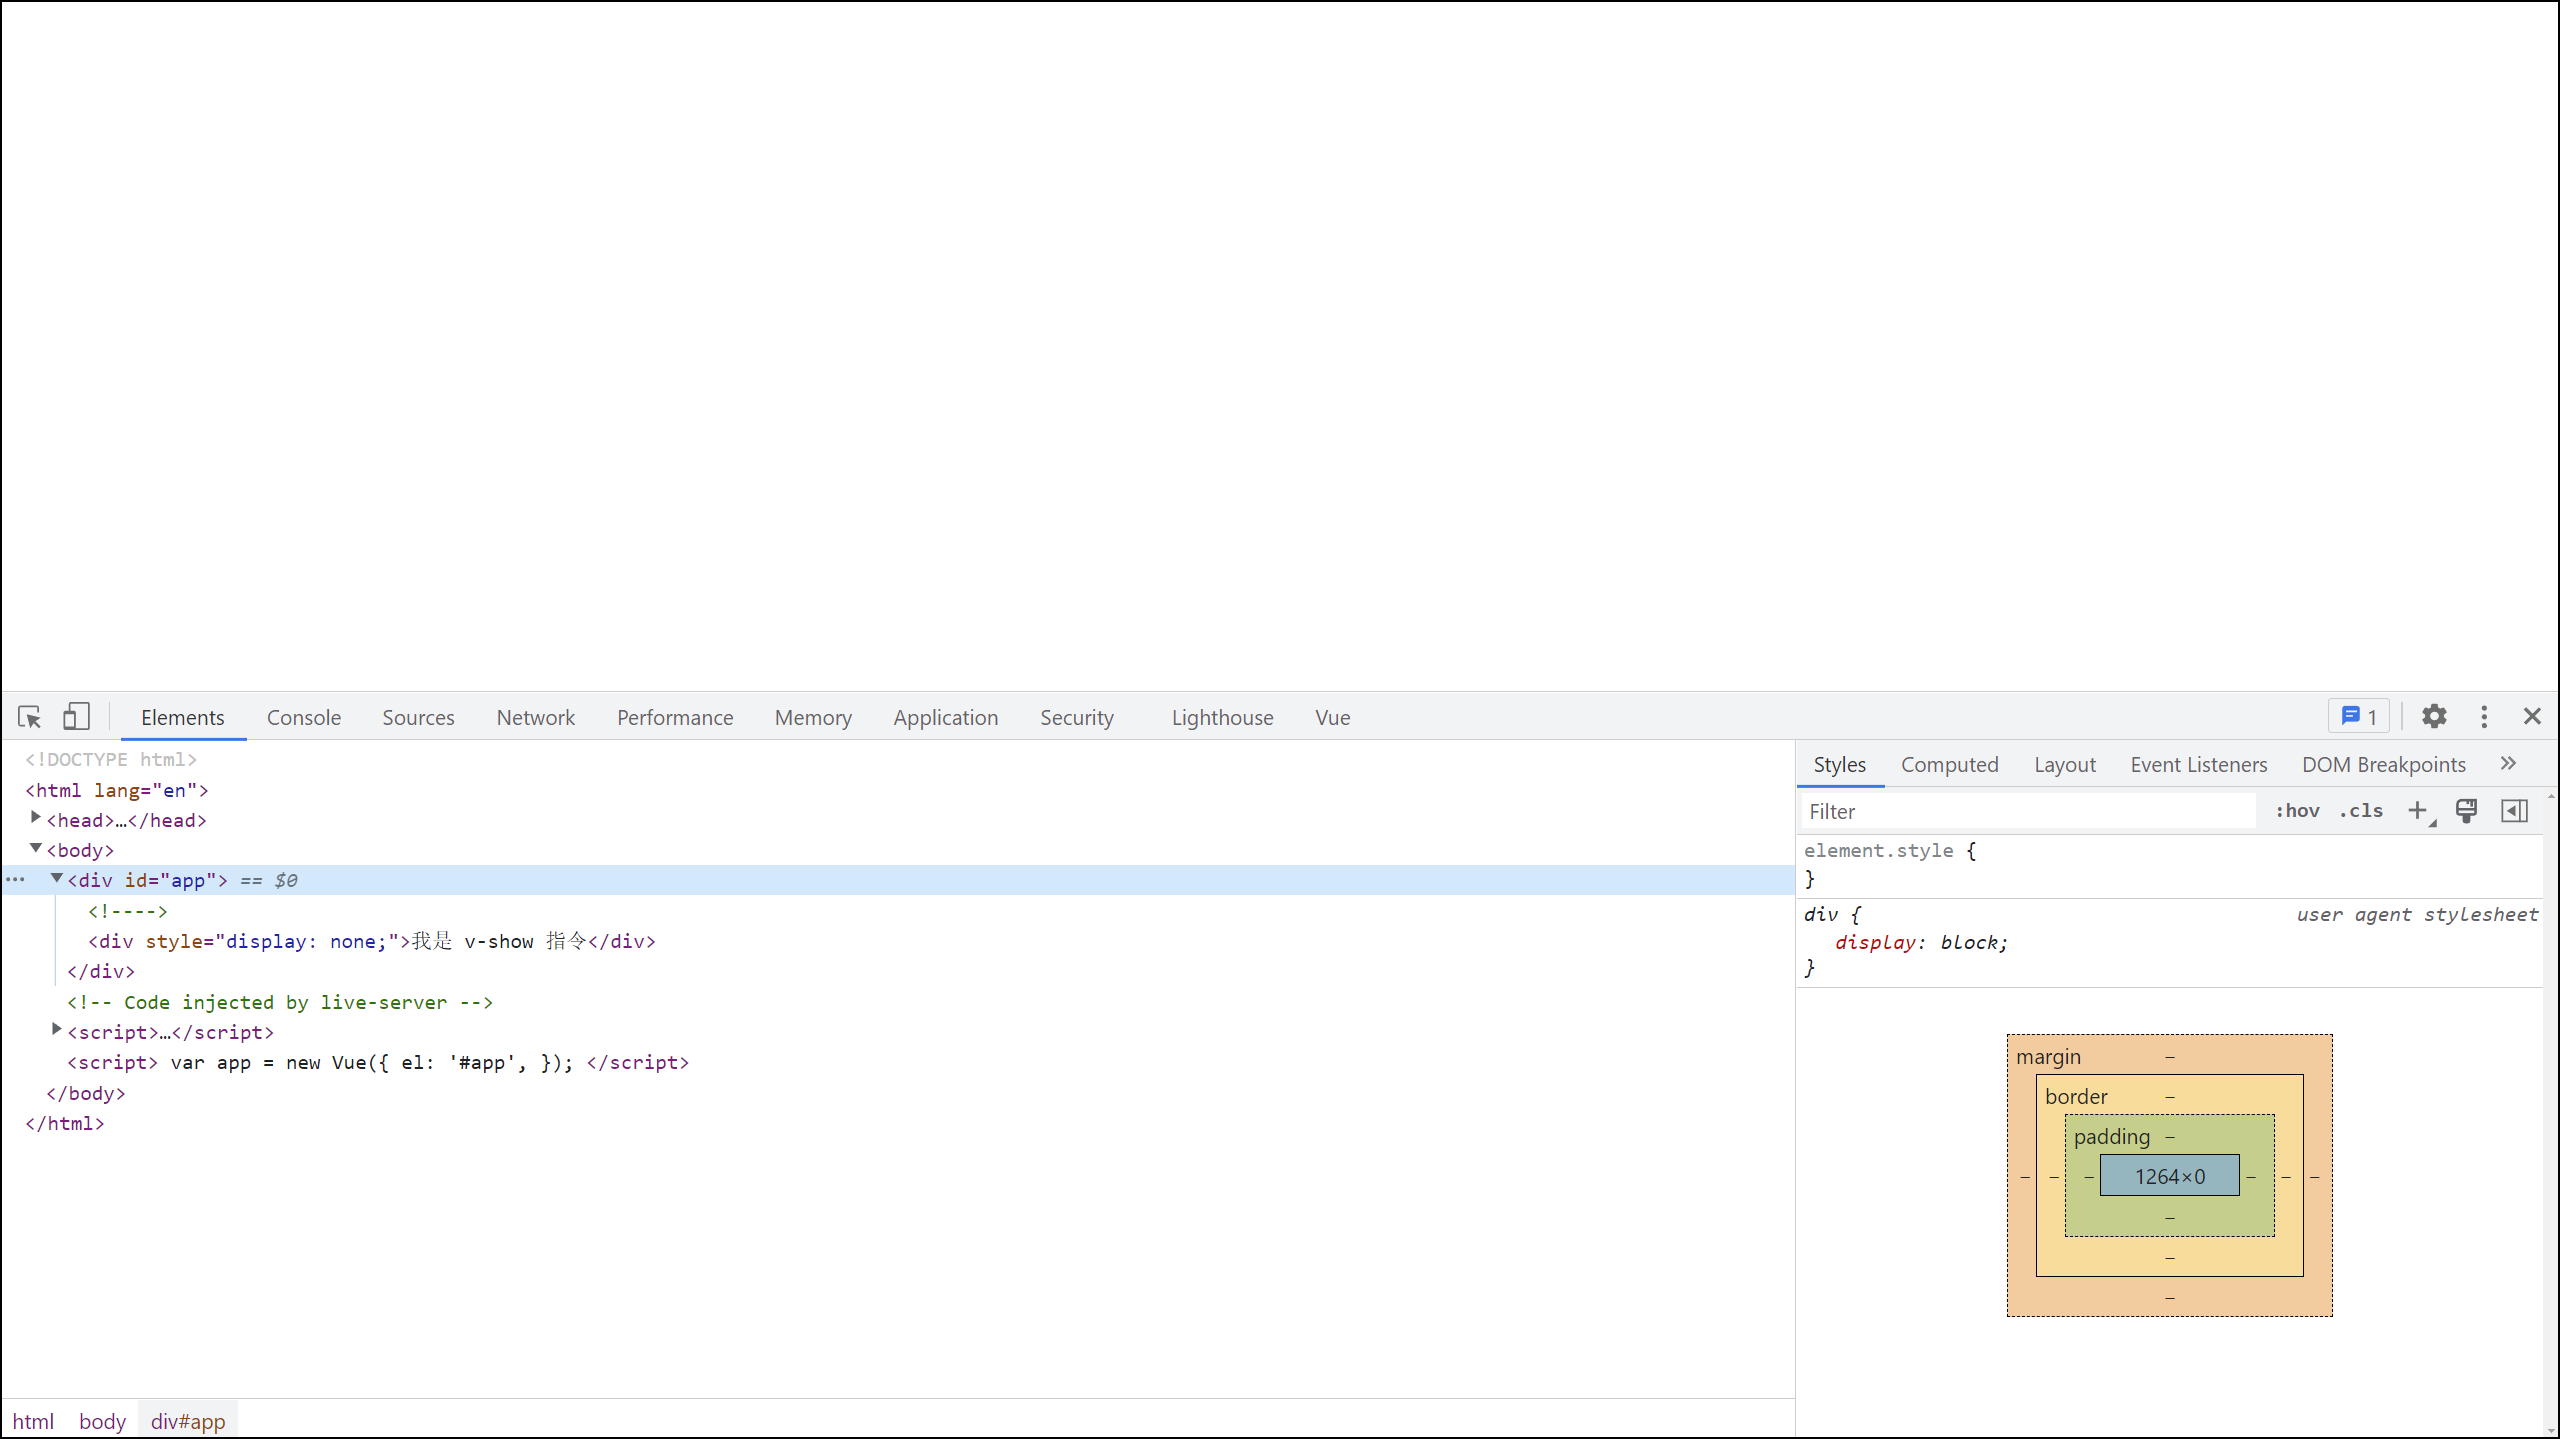 Elements Console Sources Network Performance Memory Application Security Lighthouse Vue 1
<!DOCTYPE html>
<html lang="en">
<head>…</head>
<body>
<div id="app"> == $0
<!---->
<div style="display: none;">我是 v-show 指令</div>
</div>
<!-- Code injected by live-server -->
<script>…</script>
<script> var app = new Vue({ el: '#app', }); </script>
</body>
</html>
html body div#app
Styles Computed Layout Event Listeners DOM Breakpoints
Filter :hov .cls
element.style {
}
div { user agent stylesheet
display: block;
}
margin –
border –
padding –
– – – 1264×0 – – –
–
–
–